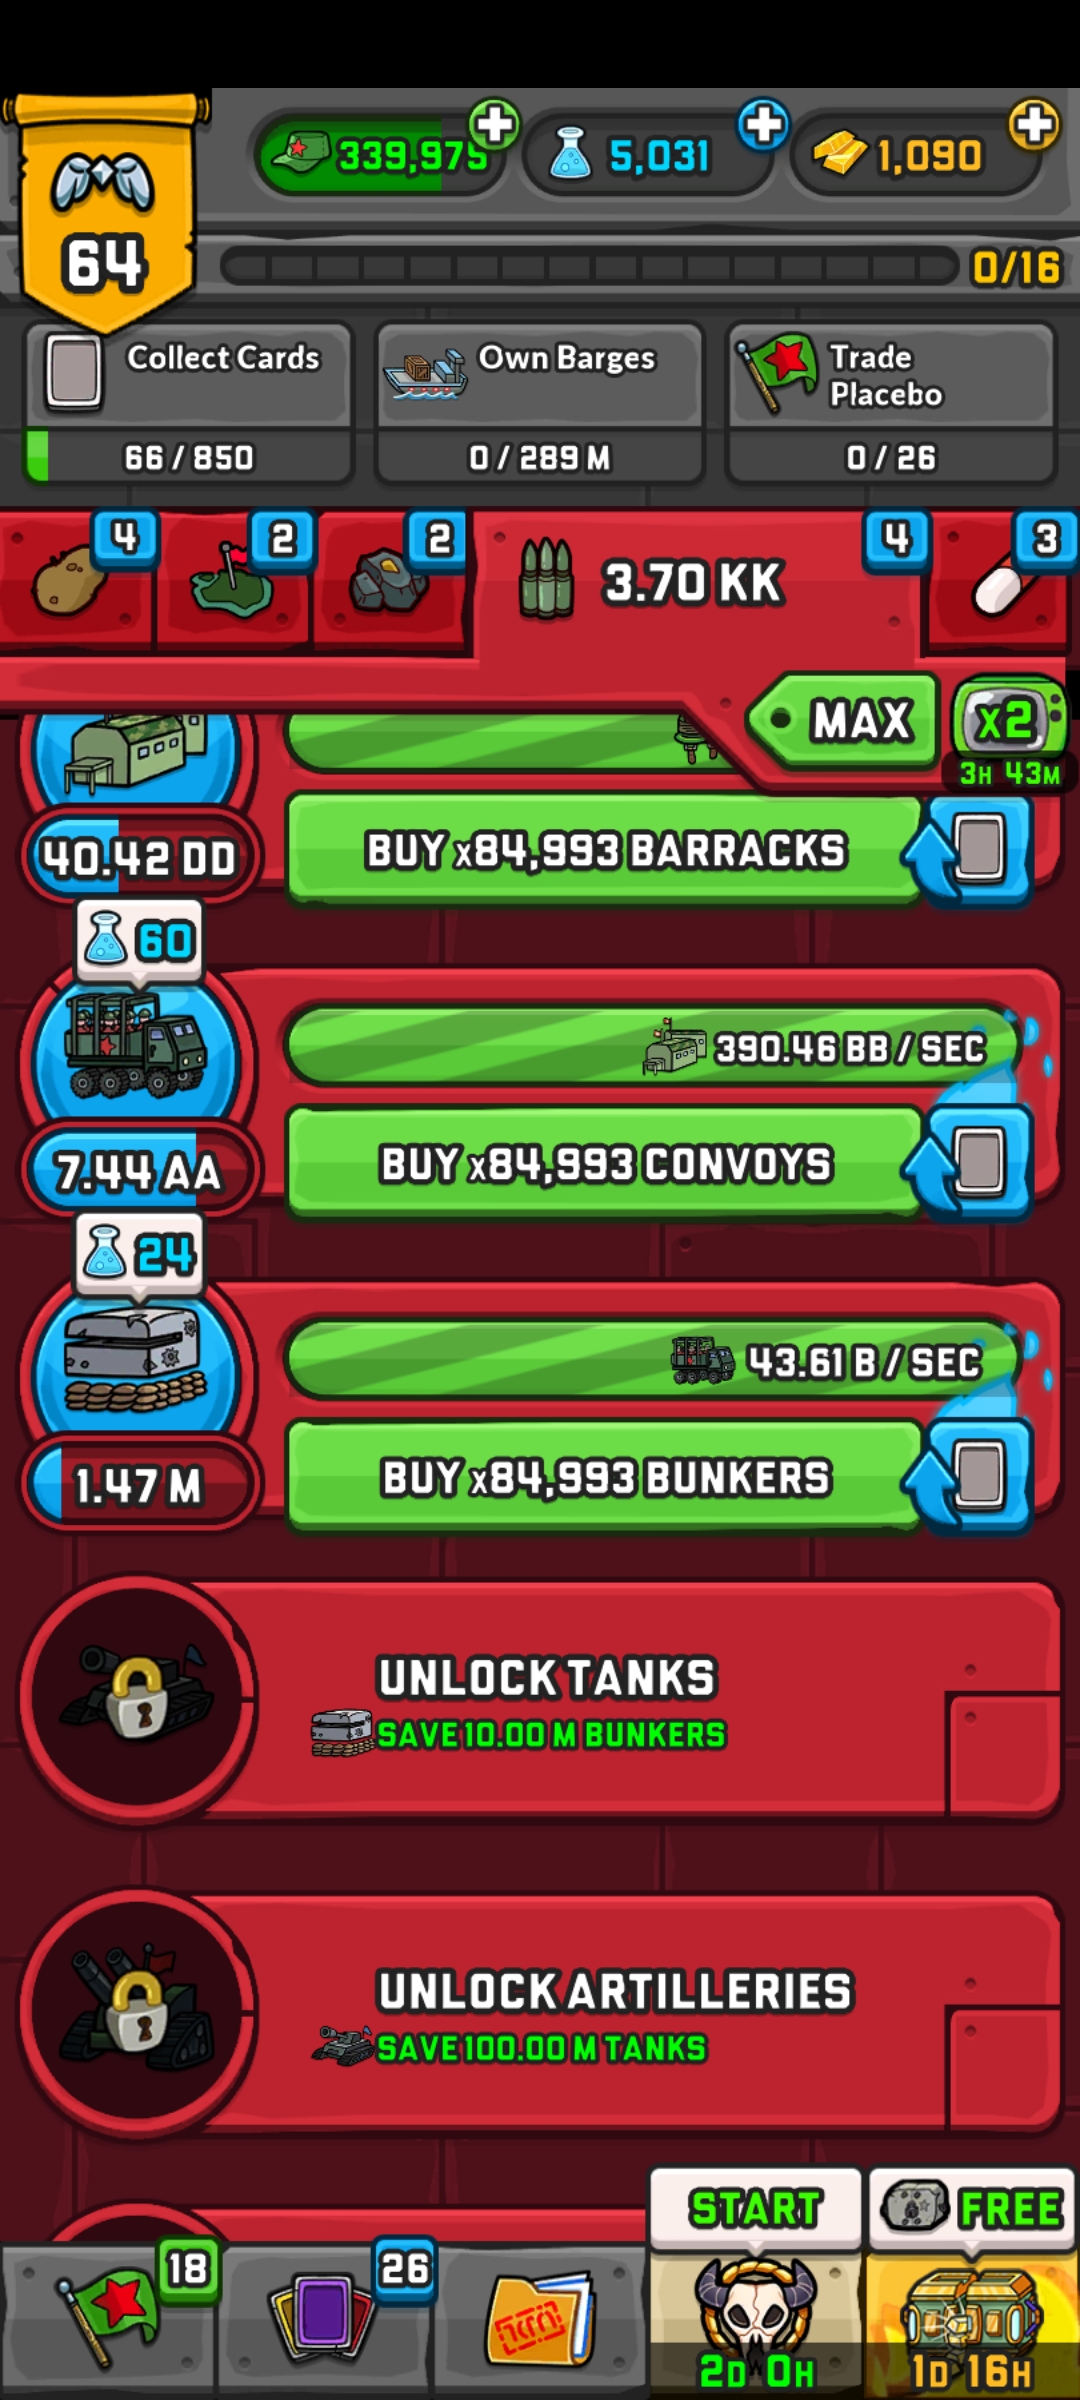 339,975
5,031
1,090
64
0/16
Collect Cards
66 / 850
Own Barges
0 / 289 M
Trade
Placebo
0 / 26
4
2
2
3.70 KK
4
3
MAX
x2
3H 43M
40.42 DD
BUY x84,993 BARRACKS
60
390.46 BB / SEC
7.44 AA
BUY x84,993 CONVOYS
24
43.61 B / SEC
1.47 M
BUY x84,993 BUNKERS
UNLOCK TANKS
SAVE 10.00 M BUNKERS
UNLOCK ARTILLERIES
SAVE 100.00 M TANKS
START
FREE
18
26
2D 0H
1D 16H